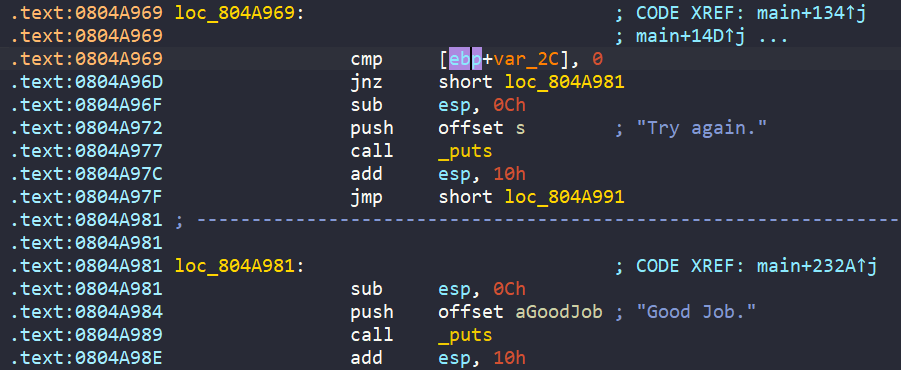 .text:0804A969 loc_804A969: ; CODE XREF: main+134↑j
.text:0804A969 ; main+14D↑j ...
.text:0804A969 cmp [ebp+var_2C], 0
.text:0804A96D jnz short loc_804A981
.text:0804A96F sub esp, 0Ch
.text:0804A972 push offset s ; "Try again."
.text:0804A977 call _puts
.text:0804A97C add esp, 10h
.text:0804A97F jmp short loc_804A991
.text:0804A981 ; ---------------------------------------------------------------
.text:0804A981
.text:0804A981 loc_804A981: ; CODE XREF: main+232A↑j
.text:0804A981 sub esp, 0Ch
.text:0804A984 push offset aGoodJob ; "Good Job."
.text:0804A989 call _puts
.text:0804A98E add esp, 10h